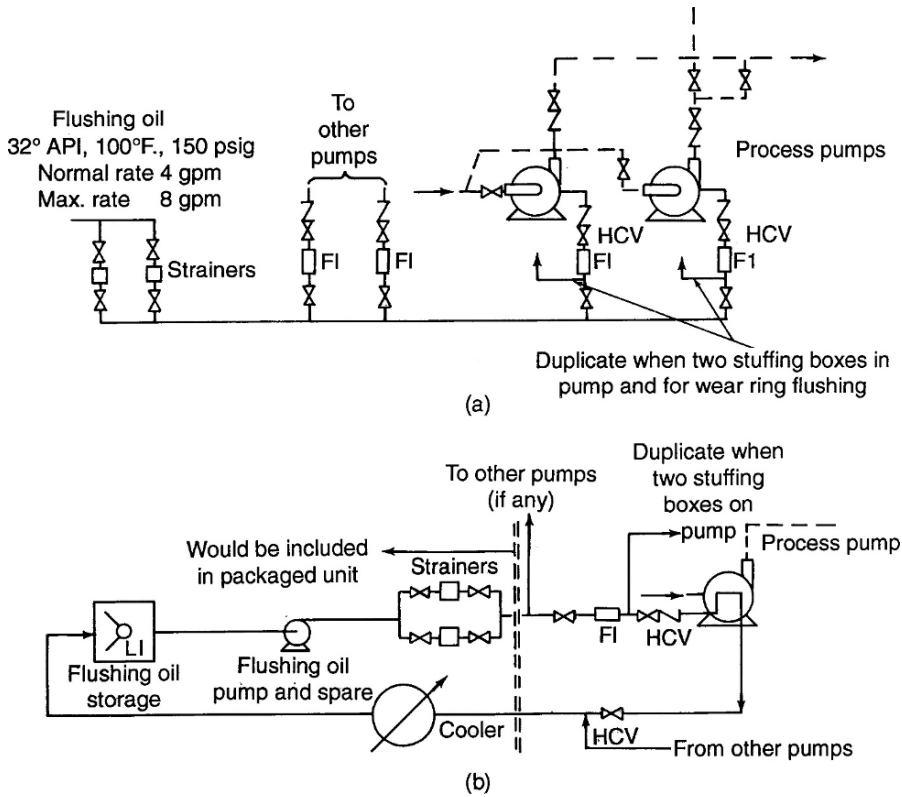 Flushing oil
32° API, 100°F., 150 psig
Normal rate 4 gpm
Max. rate 8 gpm
Strainers
To
other
pumps
FI
FI
Process pumps
HCV
FI
HCV
F1
Duplicate when two stuffing boxes in
pump and for wear ring flushing
(a)
To other pumps
(if any)
Duplicate when
two stuffing
boxes on
pump
Process pump
Would be included
in packaged unit
Strainers
LI
Flushing oil
storage
Flushing oil
pump and spare
FI
HCV
Cooler
HCV
From other pumps
(b)